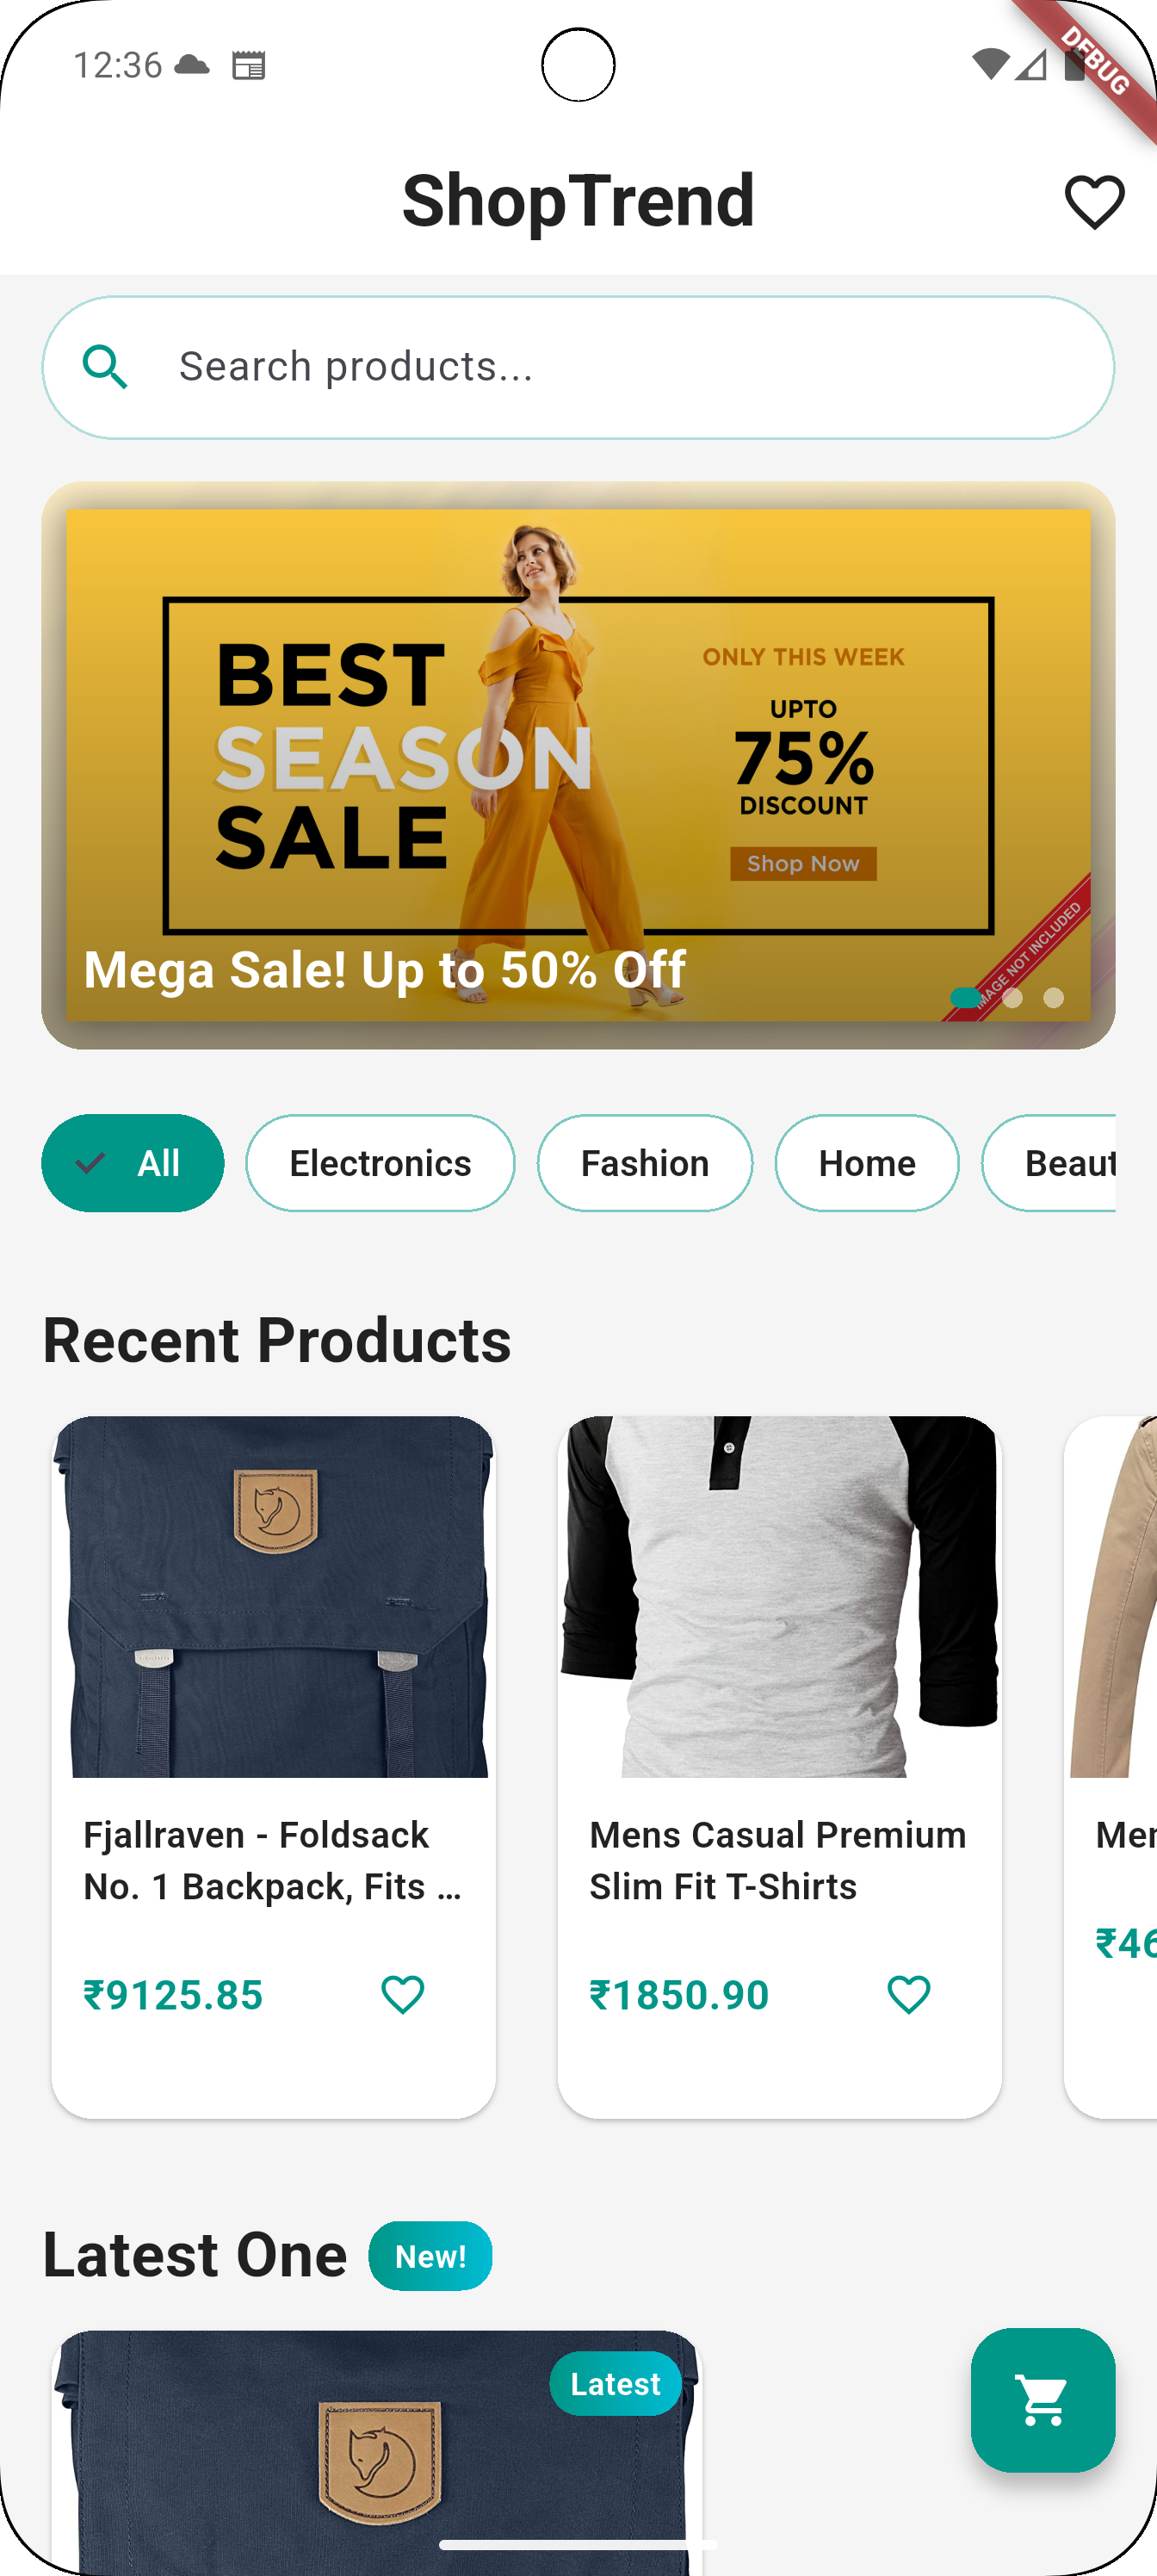 12:36
DEBUG
ShopTrend
Search products...
BEST
SEASON
SALE
ONLY THIS WEEK
UPTO
75%
DISCOUNT
Shop Now
IMAGE NOT INCLUDED
Mega Sale! Up to 50% Off
All
Electronics
Fashion
Home
Beaut
Recent Products
Fjallraven - Foldsack
No. 1 Backpack, Fits ...
₹9125.85
Mens Casual Premium
Slim Fit T-Shirts
₹1850.90
Mer
₹46
Latest One
New!
Latest